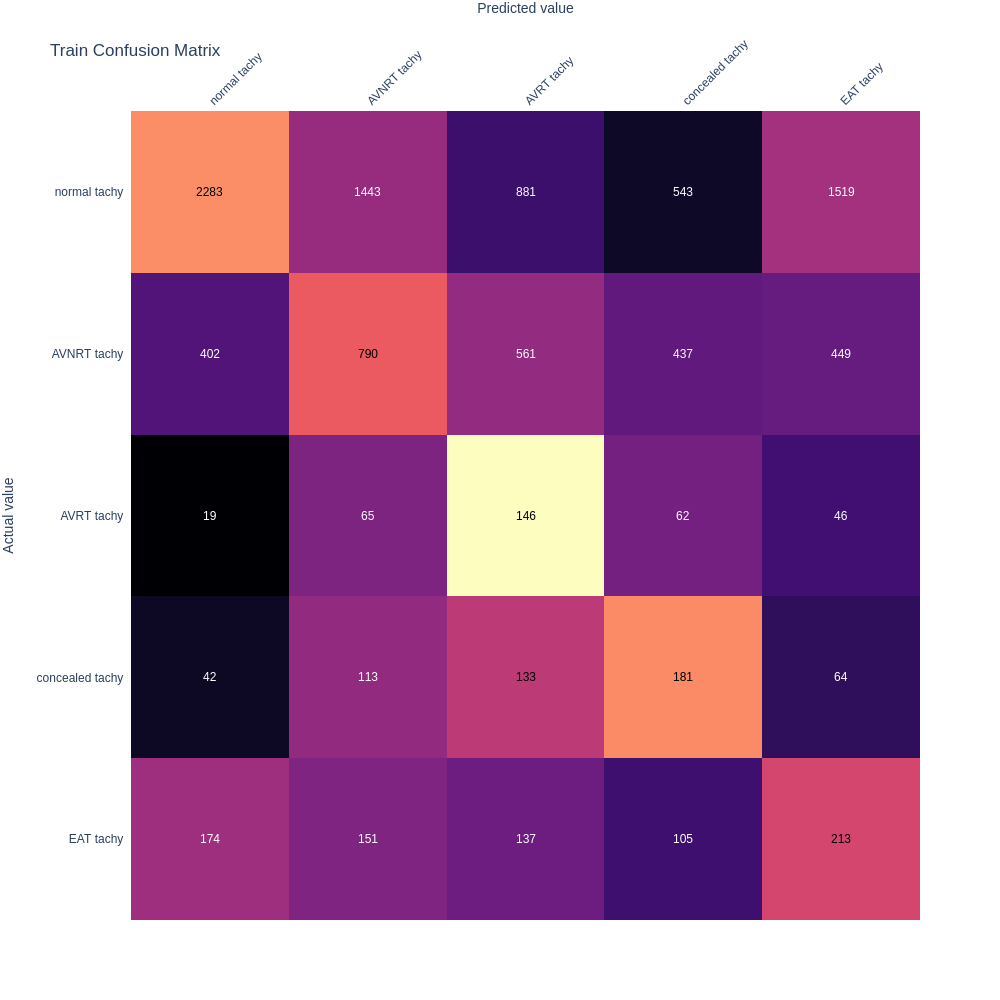 Predicted value
Train Confusion Matrix
normal tachy
AVNRT tachy
AVRT tachy
concealed tachy
EAT tachy
normal tachy
2283
1443
881
543
1519
AVNRT tachy
402
790
561
437
449
Actual value
AVRT tachy
19
65
146
62
46
concealed tachy
42
113
133
181
64
EAT tachy
174
151
137
105
213